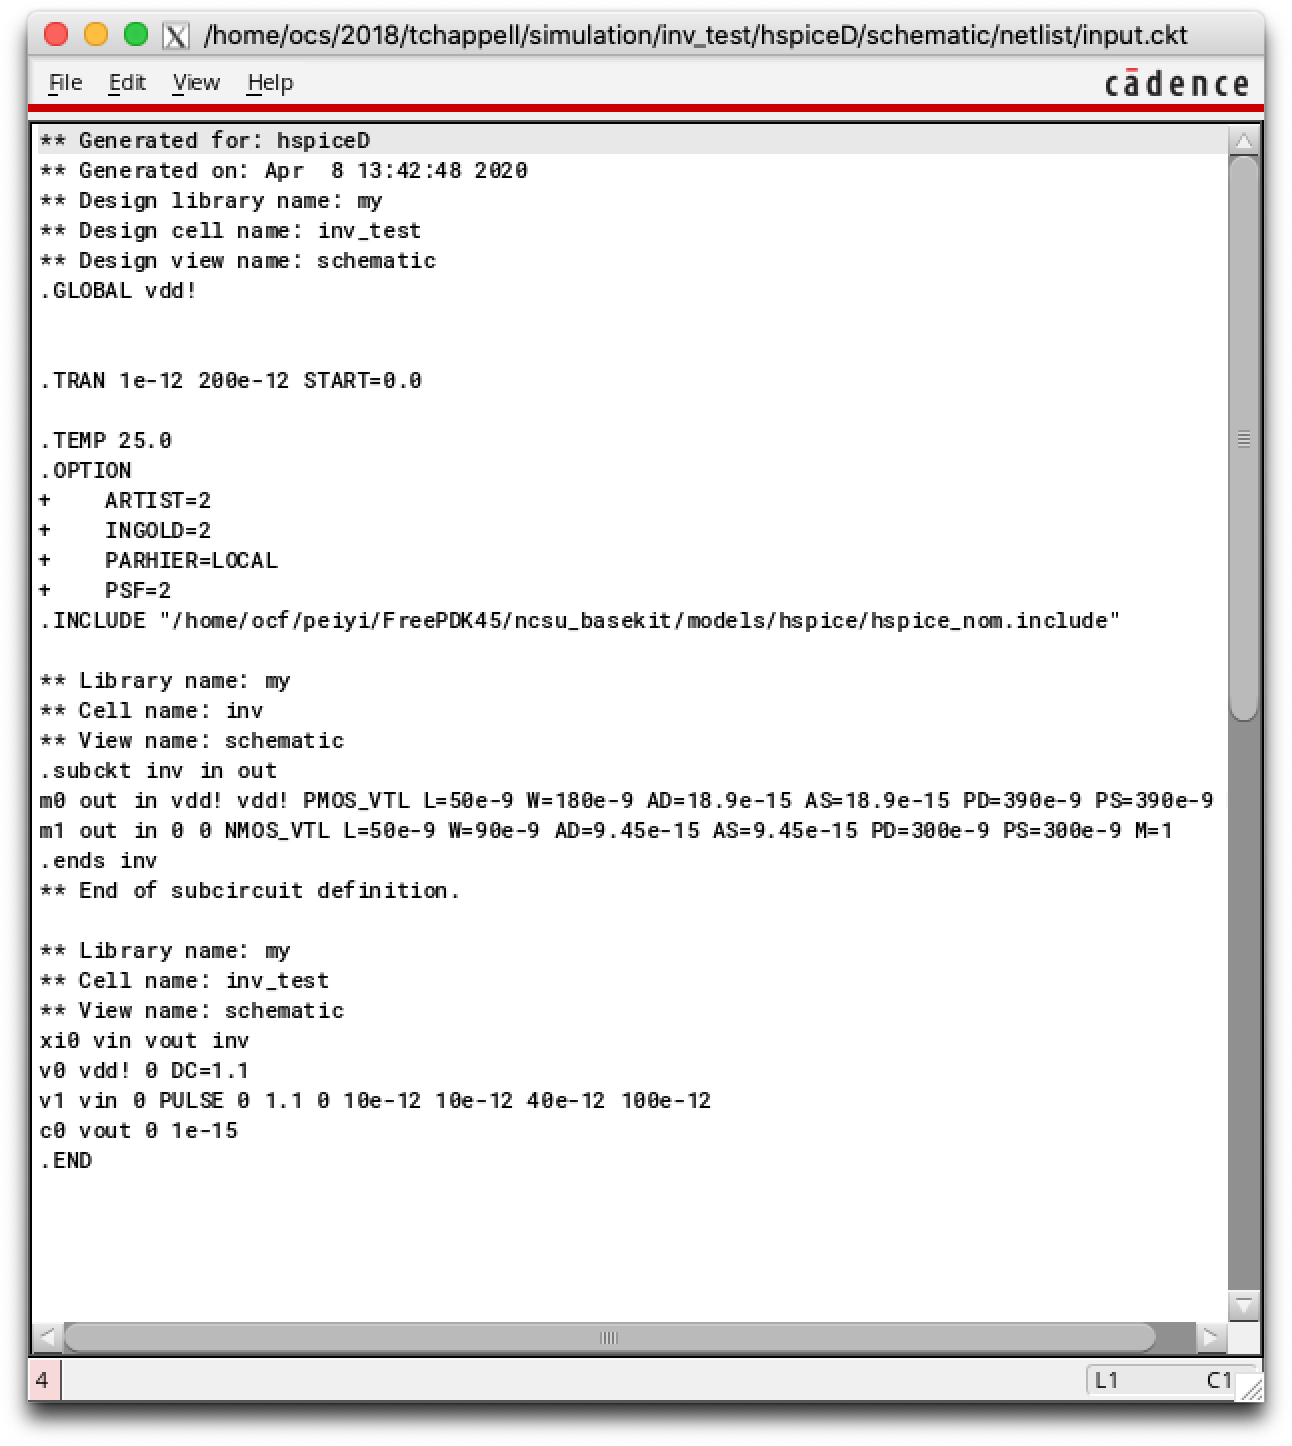 /home/ocs/2018/tchappell/simulation/inv_test/hspiceD/schematic/netlist/input.ckt
File Edit View Help cādence
** Generated for: hspiceD
** Generated on: Apr  8 13:42:48 2020
** Design library name: my
** Design cell name: inv_test
** Design view name: schematic
.GLOBAL vdd!
.TRAN 1e-12 200e-12 START=0.0
.TEMP 25.0
.OPTION
+    ARTIST=2
+    INGOLD=2
+    PARHIER=LOCAL
+    PSF=2
.INCLUDE "/home/ocf/peiyi/FreePDK45/ncsu_basekit/models/hspice/hspice_nom.include"
** Library name: my
** Cell name: inv
** View name: schematic
.subckt inv in out
m0 out in vdd! vdd! PMOS_VTL L=50e-9 W=180e-9 AD=18.9e-15 AS=18.9e-15 PD=390e-9 PS=390e-9
m1 out in 0 0 NMOS_VTL L=50e-9 W=90e-9 AD=9.45e-15 AS=9.45e-15 PD=300e-9 PS=300e-9 M=1
.ends inv
** End of subcircuit definition.
** Library name: my
** Cell name: inv_test
** View name: schematic
xi0 vin vout inv
v0 vdd! 0 DC=1.1
v1 vin 0 PULSE 0 1.1 0 10e-12 10e-12 40e-12 100e-12
c0 vout 0 1e-15
.END
4 L1 C1